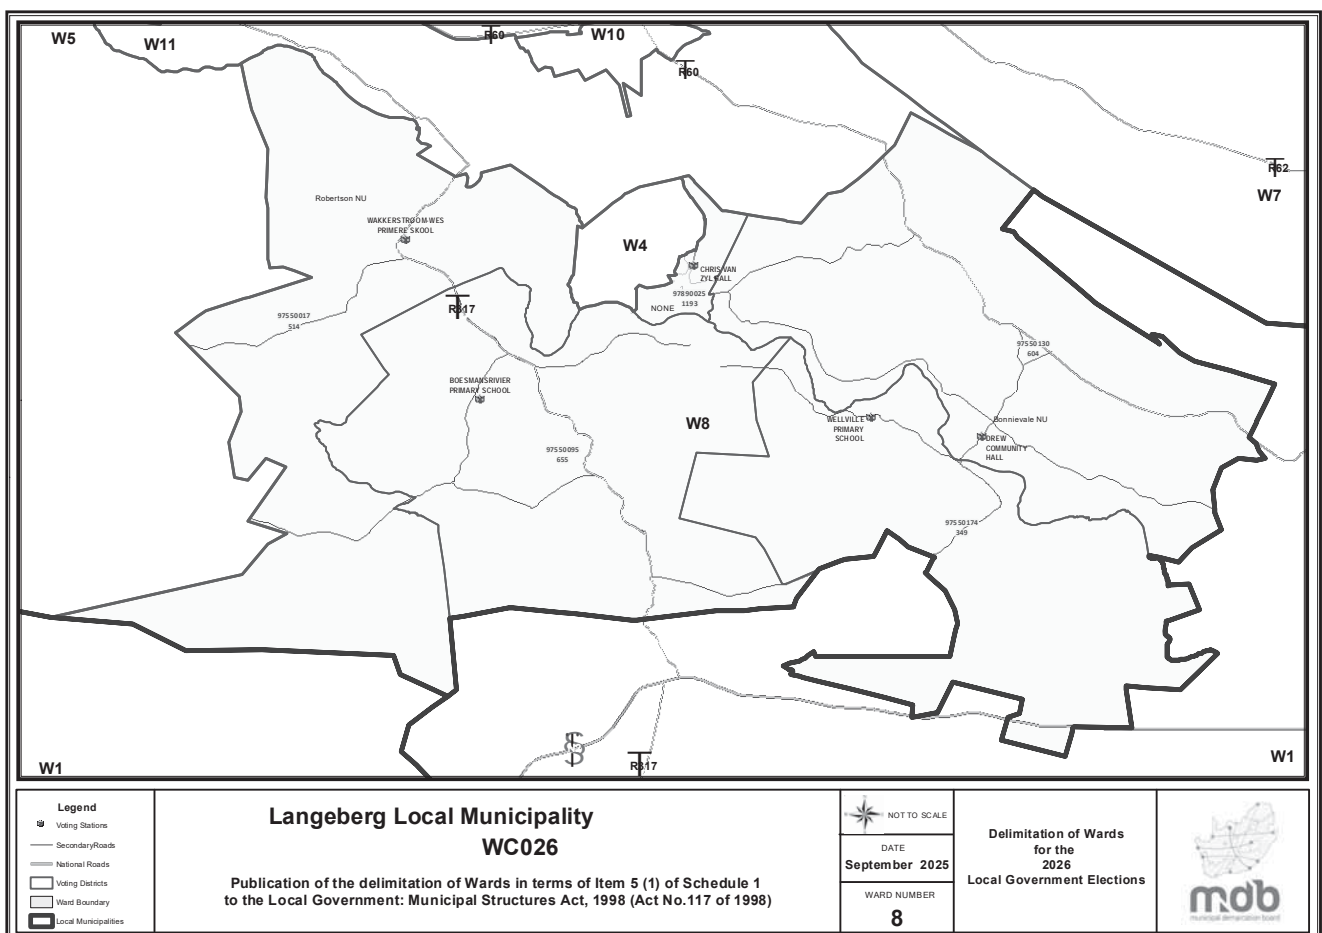 W5
W11
R60
W10
R60
R62
W7
Robertson NU
WAKKERSTROOM-WES
PRIMERE SKOOL
W4
CHRIS VAN
ZYL HALL
97890025
1193
NONE
R317
97550017
514
97550130
604
BOESMANSRIVIER
PRIMARY SCHOOL
W8
WELLVILLE
PRIMARY
SCHOOL
Bonnievale NU
DREW
COMMUNITY
HALL
97550095
655
97550174
349
R317
W1
W1
Legend
Voting Stations
SecondaryRoads
National Roads
Voting Districts
Ward Boundary
Local Municipalities
Langeberg Local Municipality
WC026
Publication of the delimitation of Wards in terms of Item 5 (1) of Schedule 1
to the Local Government: Municipal Structures Act, 1998 (Act No.117 of 1998)
NOT TO SCALE
DATE
September 2025
WARD NUMBER
8
Delimitation of Wards
for the
2026
Local Government Elections
mdb
municipal demarcation board